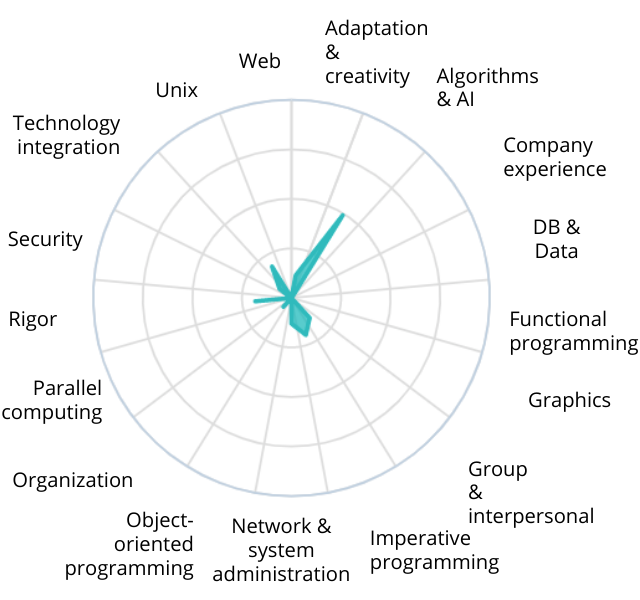 Adaptation
&
creativity
Algorithms
& AI
Company
experience
DB &
Data
Functional
programming
Graphics
Group
&
interpersonal
Imperative
programming
Network &
system
administration
Object-
oriented
programming
Organization
Parallel
computing
Rigor
Security
Technology
integration
Unix
Web